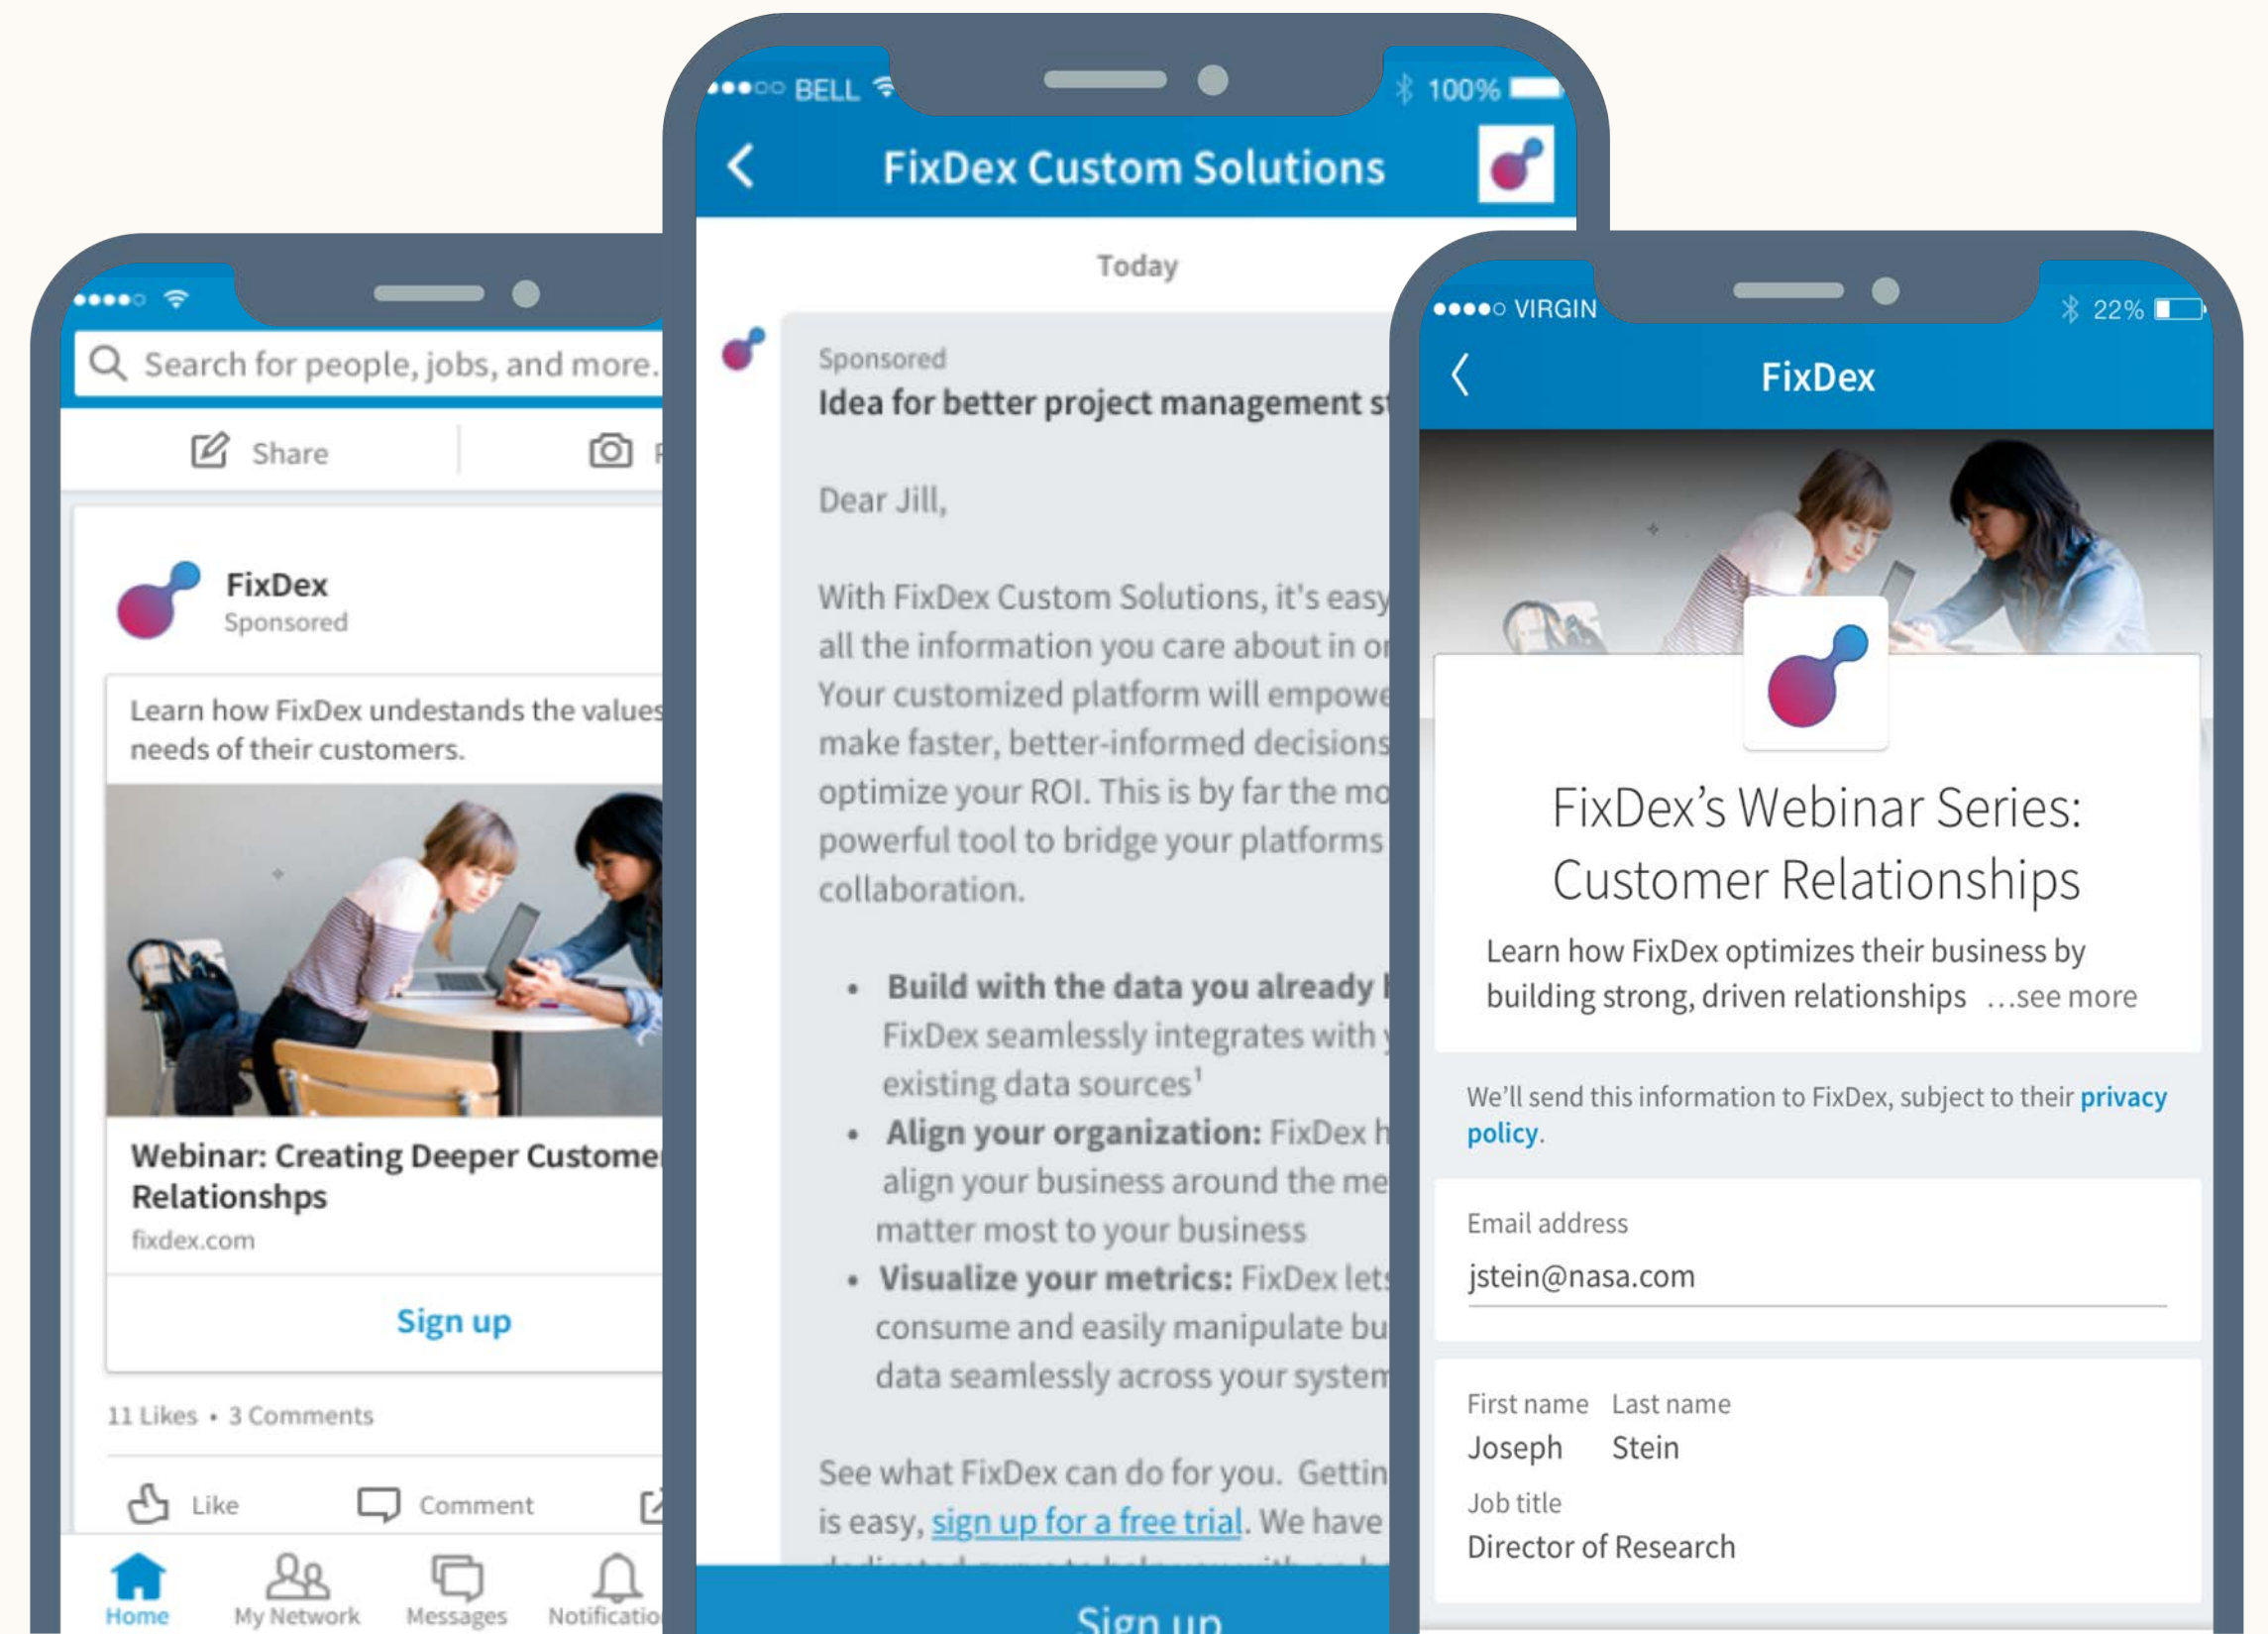 Search for people, jobs, and more.
Share
FixDex
Sponsored
Learn how FixDex undestands the values
needs of their customers.
Webinar: Creating Deeper Custome
Relationshps
fixdex.com
Sign up
11 Likes • 3 Comments
Like
Comment
Home
My Network
Messages
Notificatio
BELL
100%
FixDex Custom Solutions
Today
Sponsored
Idea for better project management s
Dear Jill,
With FixDex Custom Solutions, it's easy
all the information you care about in o
Your customized platform will empowe
make faster, better-informed decisions
optimize your ROI. This is by far the mo
powerful tool to bridge your platforms
collaboration.
• Build with the data you already
FixDex seamlessly integrates with
existing data sources¹
• Align your organization: FixDex h
align your business around the me
matter most to your business
• Visualize your metrics: FixDex lets
consume and easily manipulate bu
data seamlessly across your system
See what FixDex can do for you.  Gettin
is easy, sign up for a free trial. We have
Sign up
VIRGIN
22%
FixDex
FixDex’s Webinar Series:
Customer Relationships
Learn how FixDex optimizes their business by
building strong, driven relationships ...see more
We’ll send this information to FixDex, subject to their privacy
policy.
Email address
jstein@nasa.com
First name Last name
Joseph Stein
Job title
Director of Research